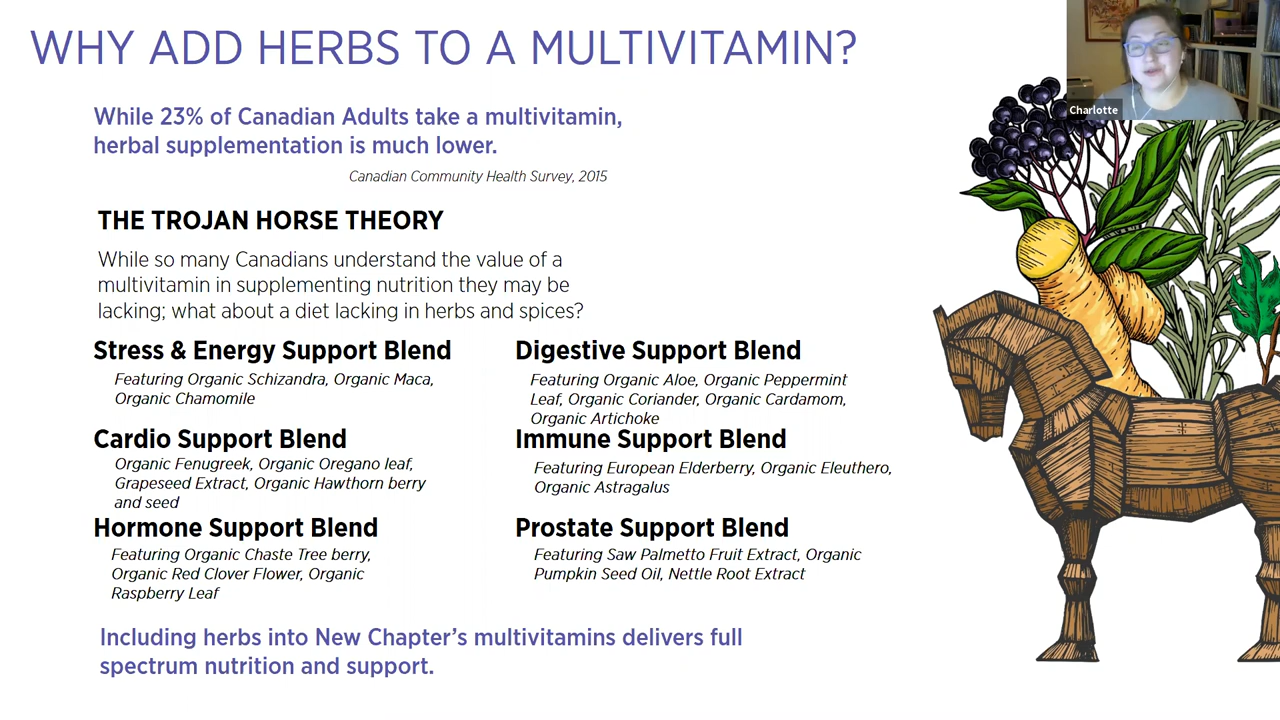 WHY ADD HERBS TO A MULTIVITAMIN?
Charlotte
While 23% of Canadian Adults take a multivitamin,
herbal supplementation is much lower.
Canadian Community Health Survey, 2015
THE TROJAN HORSE THEORY
While so many Canadians understand the value of a
multivitamin in supplementing nutrition they may be
lacking; what about a diet lacking in herbs and spices?
Stress & Energy Support Blend
Featuring Organic Schizandra, Organic Maca,
Organic Chamomile
Digestive Support Blend
Featuring Organic Aloe, Organic Peppermint
Leaf, Organic Coriander, Organic Cardamom,
Organic Artichoke
Cardio Support Blend
Organic Fenugreek, Organic Oregano leaf,
Grapeseed Extract, Organic Hawthorn berry
and seed
Immune Support Blend
Featuring European Elderberry, Organic Eleuthero,
Organic Astragalus
Hormone Support Blend
Featuring Organic Chaste Tree berry,
Organic Red Clover Flower, Organic
Raspberry Leaf
Prostate Support Blend
Featuring Saw Palmetto Fruit Extract, Organic
Pumpkin Seed Oil, Nettle Root Extract
Including herbs into New Chapter's multivitamins delivers full
spectrum nutrition and support.